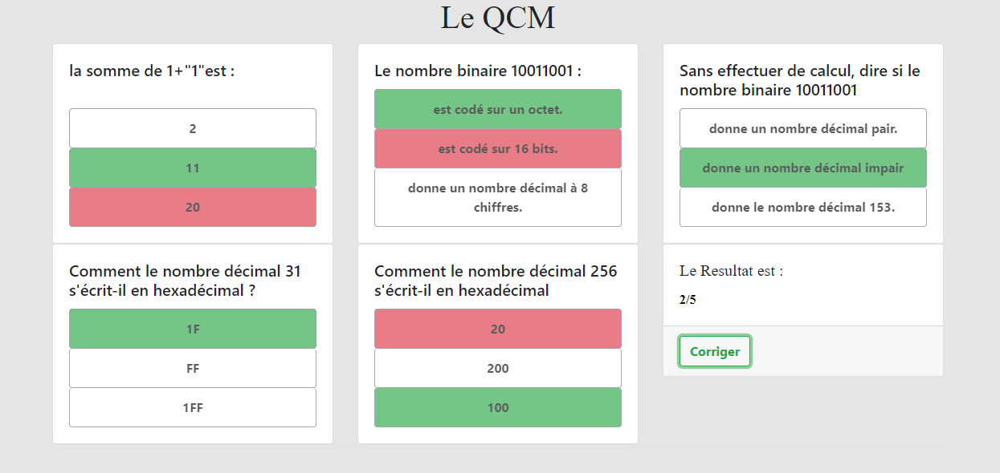 Le QCM
la somme de 1+"1"est :
2
11
20
Le nombre binaire 10011001 :
est codé sur un octet.
est codé sur 16 bits.
donne un nombre décimal à 8
chiffres.
Sans effectuer de calcul, dire si le
nombre binaire 10011001
donne un nombre décimal pair.
donne un nombre décimal impair
donne le nombre décimal 153.
Comment le nombre décimal 31
s'écrit-il en hexadécimal ?
1F
FF
1FF
Comment le nombre décimal 256
s'écrit-il en hexadécimal
20
200
100
Le Resultat est :
2/5
Corriger